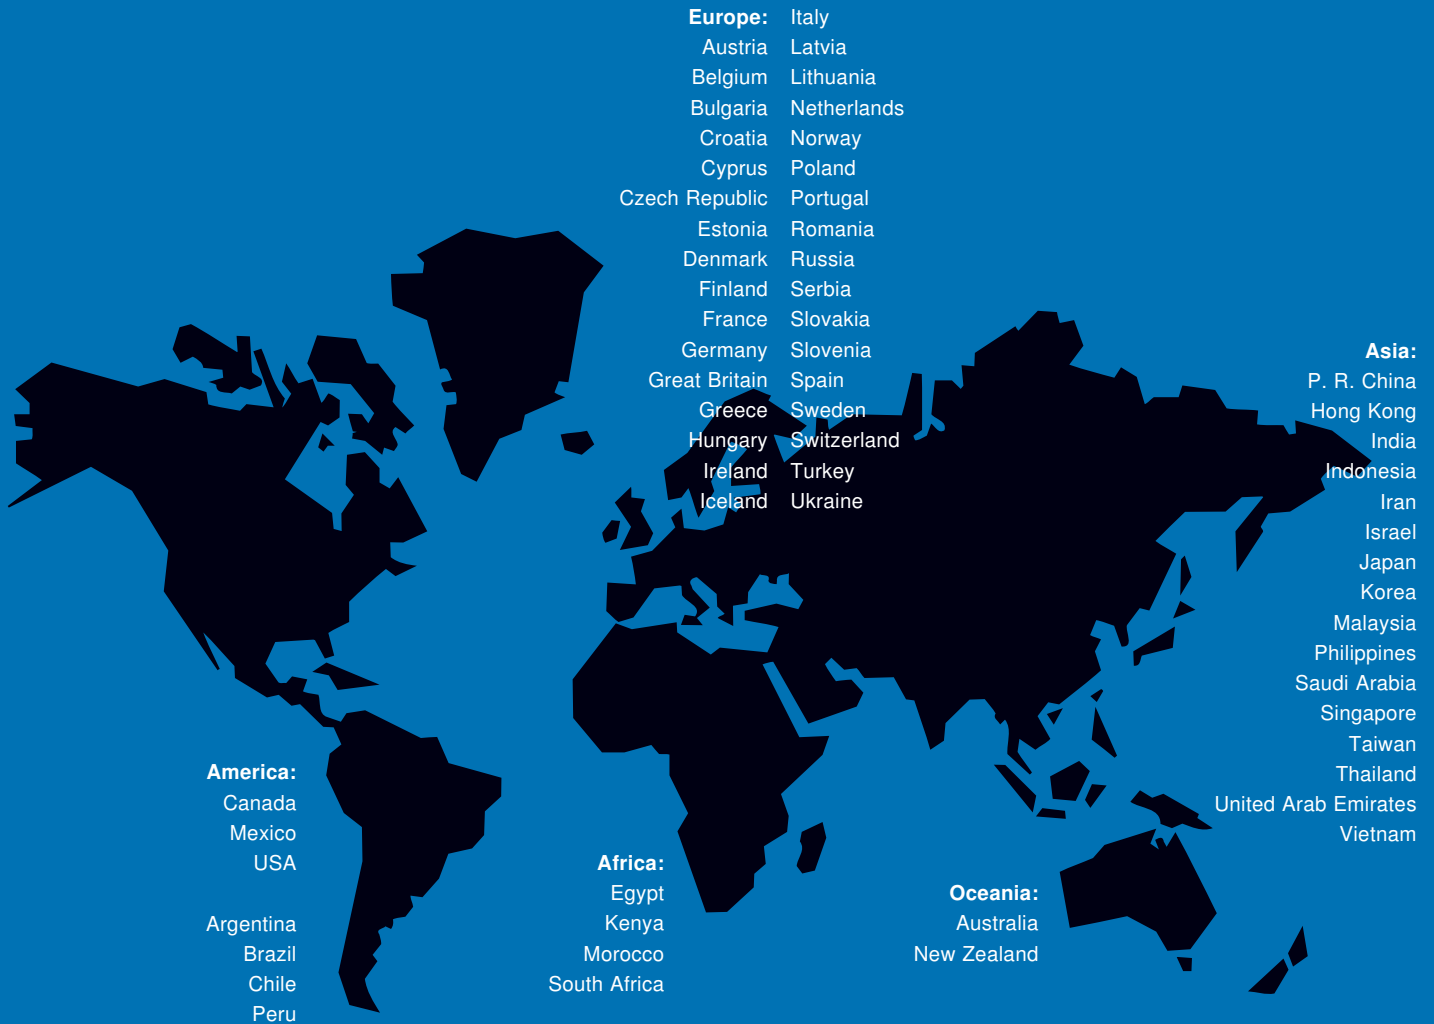 Europe:
Austria
Belgium
Bulgaria
Croatia
Cyprus
Czech Republic
Estonia
Denmark
Finland
France
Germany
Great Britain
Greece
Hungary
Ireland
Iceland
Italy
Latvia
Lithuania
Netherlands
Norway
Poland
Portugal
Romania
Russia
Serbia
Slovakia
Slovenia
Spain
Sweden
Switzerland
Turkey
Ukraine
Asia:
P. R. China
Hong Kong
India
Indonesia
Iran
Israel
Japan
Korea
Malaysia
Philippines
Saudi Arabia
Singapore
Taiwan
Thailand
United Arab Emirates
Vietnam
America:
Canada
Mexico
USA
Argentina
Brazil
Chile
Peru
Africa:
Egypt
Kenya
Morocco
South Africa
Oceania:
Australia
New Zealand